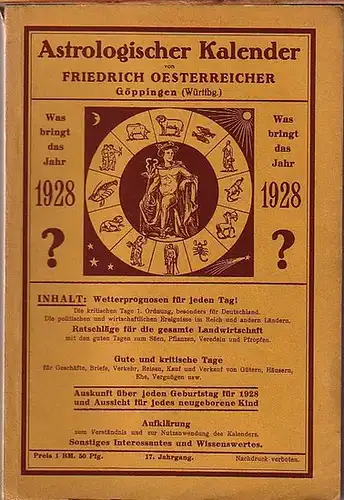 Astrologischer Kalender
von
FRIEDRICH OESTERREICHER
Göppingen (Württbg.)
Was bringt das Jahr 1928 ?
Was bringt das Jahr 1928 ?
INHALT: Wetterprognosen für jeden Tag!
Die kritischen Tage 1. Ordnung, besonders für Deutschland.
Die politischen und wirtschaftlichen Ereignisse im Reich und andern Ländern.
Ratschläge für die gesamte Landwirtschaft
mit den guten Tagen zum Säen, Pflanzen, Veredeln und Pfropfen.
Gute und kritische Tage
für Geschäfte, Briefe, Verkehr, Reisen, Kauf und Verkauf von Gütern, Häusern,
Ehe, Vergnügen usw.
Auskunft über jeden Geburtstag für 1928
und Aussicht für jedes neugeborene Kind
Aufklärung
zum Verständnis und zur Nutzanwendung des Kalenders.
Sonstiges Interessantes und Wissenswertes.
Preis 1 RM. 50 Pfg. 17. Jahrgang. Nachdruck verboten.